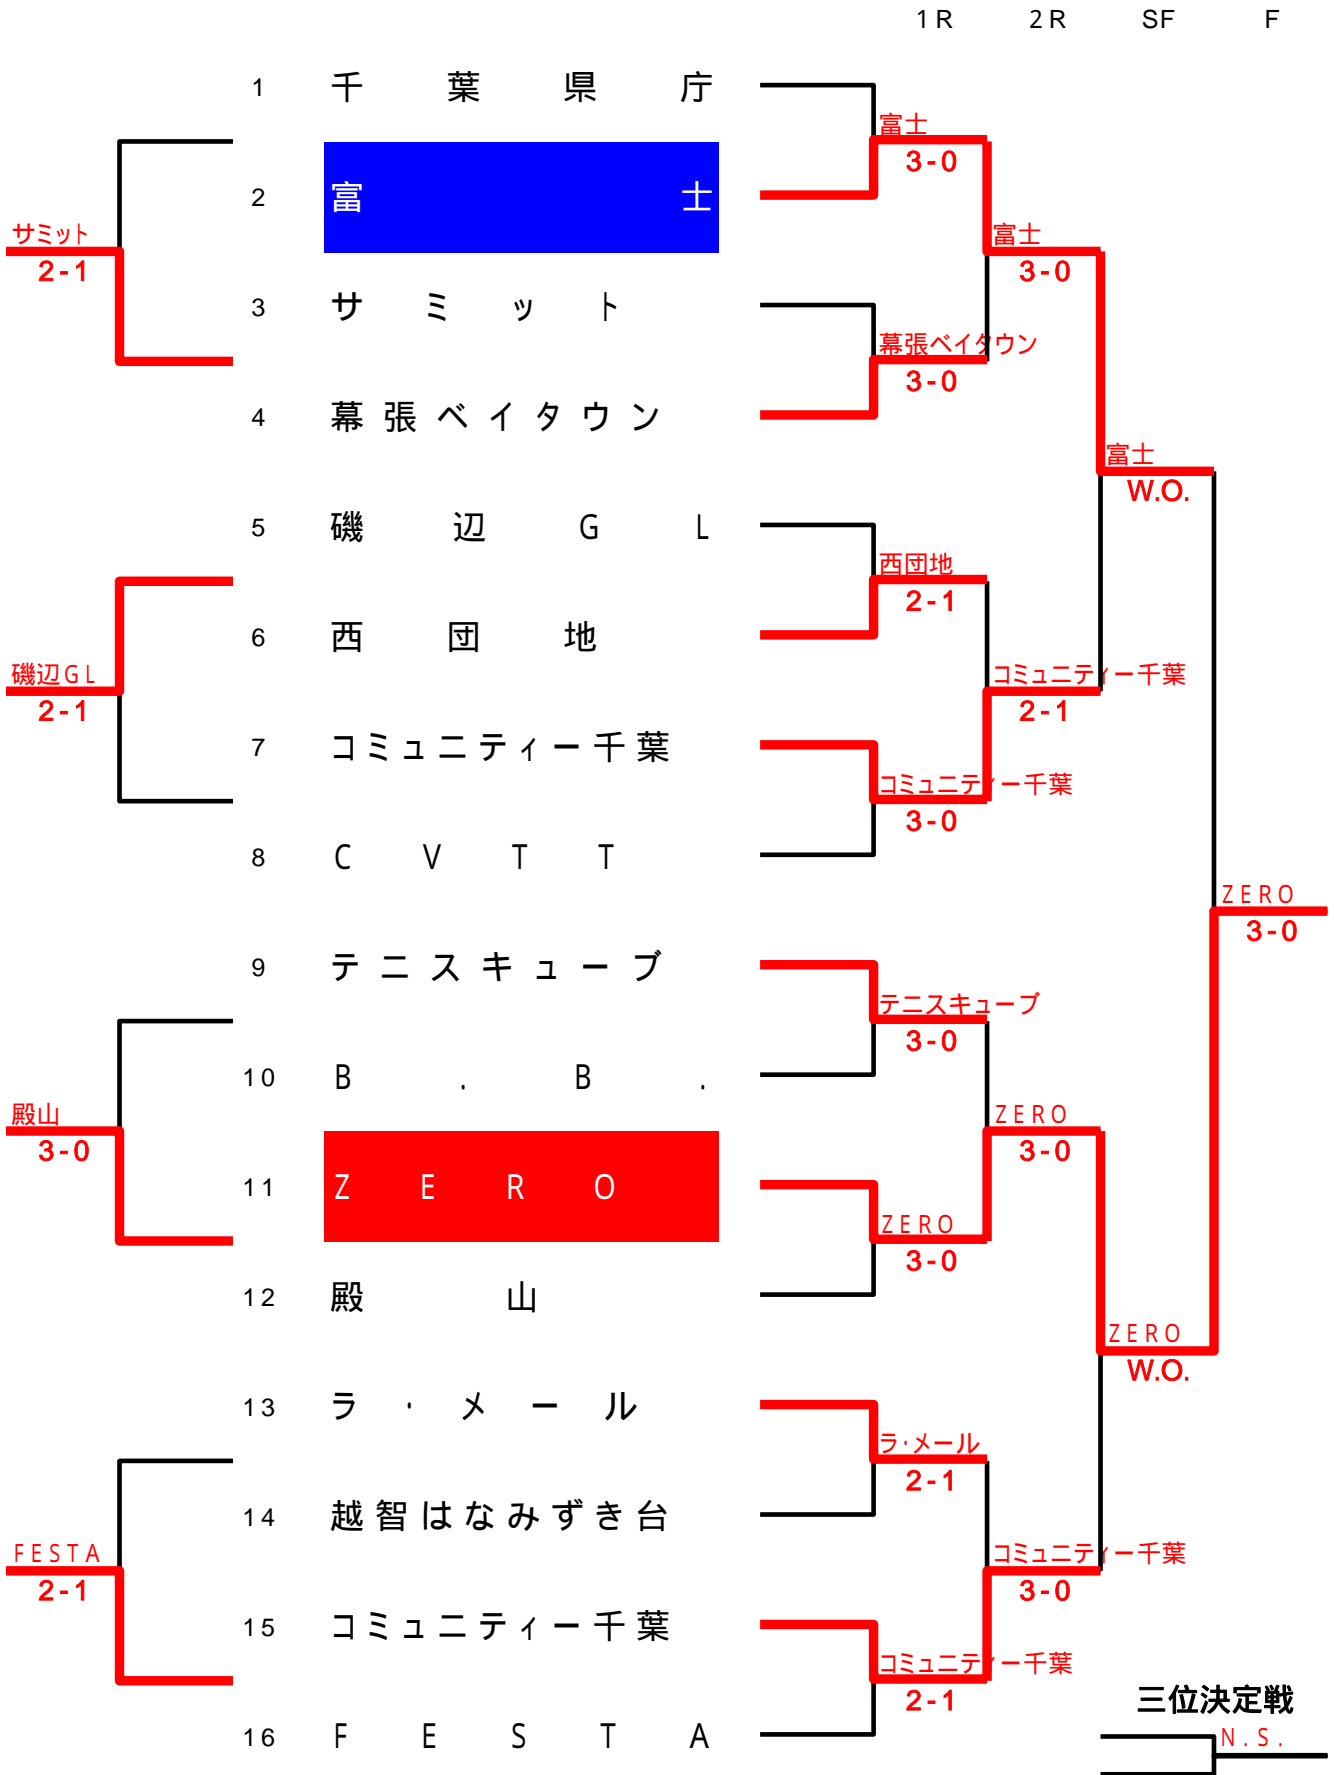 1R 2R SF F
1 千葉県庁
富士
3-0
2 富士
サミット
2-1
富士
3-0
3 サミット
幕張ベイタウン
3-0
4 幕張ベイタウン
富士
W.O.
5 磯辺GL
西団地
2-1
6 西団地
磯辺GL
2-1
コミュニティー千葉
2-1
7 コミュニティー千葉
コミュニティー千葉
3-0
8 CVTT
ZERO
3-0
9 テニスキューブ
テニスキューブ
3-0
10 B.B.
殿山
3-0
ZERO
3-0
11 ZERO
ZERO
3-0
12 殿山
ZERO
W.O.
13 ラ・メール
ラ・メール
2-1
14 越智はなみずき台
FESTA
2-1
コミュニティー千葉
3-0
15 コミュニティー千葉
コミュニティー千葉
2-1
三位決定戦
16 FESTA
N.S.